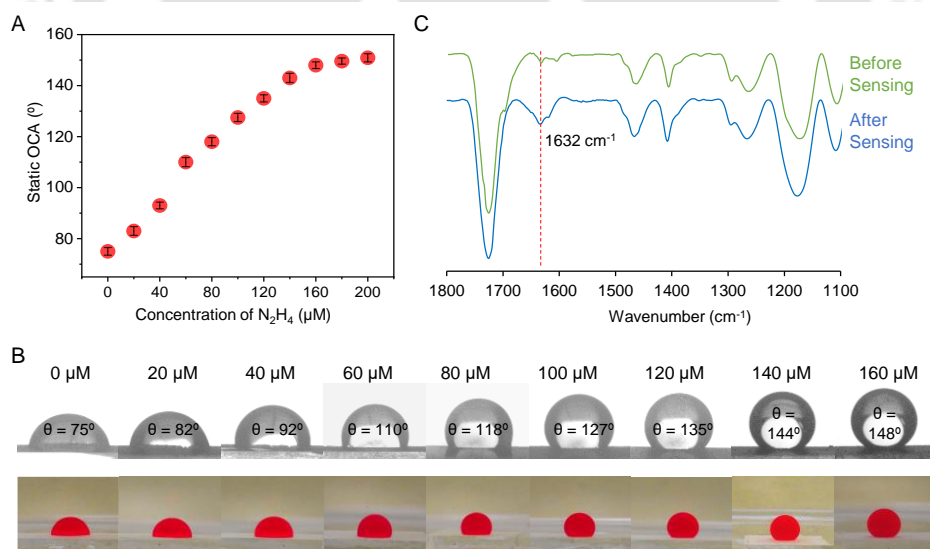 A
160
140
120
100
80
Static OCA (º)
0
40
80
120
160
200
Concentration of N₂H₄ (µM)
C
Before
Sensing
After
Sensing
1632 cm⁻¹
1800
1700
1600
1500
1400
1300
1200
1100
Wavenumber (cm⁻¹)
B
0 µM
20 µM
40 µM
60 µM
80 µM
100 µM
120 µM
140 µM
160 µM
θ = 75º
θ = 82º
θ = 92º
θ = 110º
θ = 118º
θ = 127º
θ = 135º
θ =
144º
θ =
148º